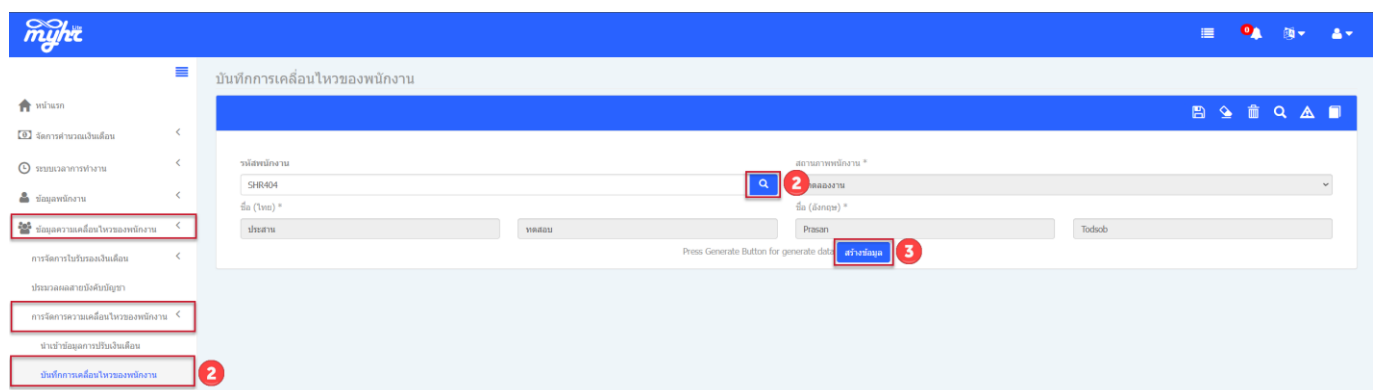 myhr Lite
0
บันทึกการเคลื่อนไหวของพนักงาน
หน้าแรก
จัดการคำนวณเงินเดือน
ระบบเวลาการทำงาน
ข้อมูลพนักงาน
ข้อมูลความเคลื่อนไหวของพนักงาน
การจัดการใบรับรองเงินเดือน
ประมวลผลสายบังคับบัญชา
การจัดการความเคลื่อนไหวของพนักงาน
นำเข้าข้อมูลการปรับเงินเดือน
บันทึกการเคลื่อนไหวของพนักงาน
2
รหัสพนักงาน
สถานภาพพนักงาน *
SHR404
2
ทดลองงาน
ชื่อ (ไทย) *
ชื่อ (อังกฤษ) *
ประสาน
ทดสอบ
Prasan
Todsob
Press Generate Button for generate data
สร้างข้อมูล
3